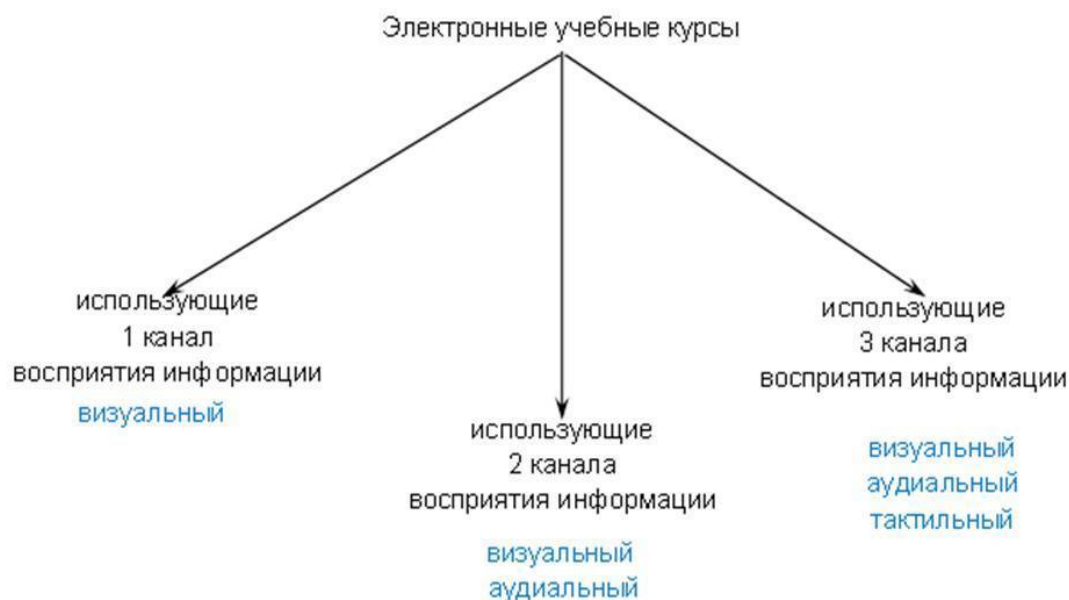 Электронные учебные курсы
использующие
1 канал
восприятия информации
визуальный
использующие
2 канала
восприятия информации
визуальный
аудиальный
использующие
3 канала
восприятия информации
визуальный
аудиальный
тактильный